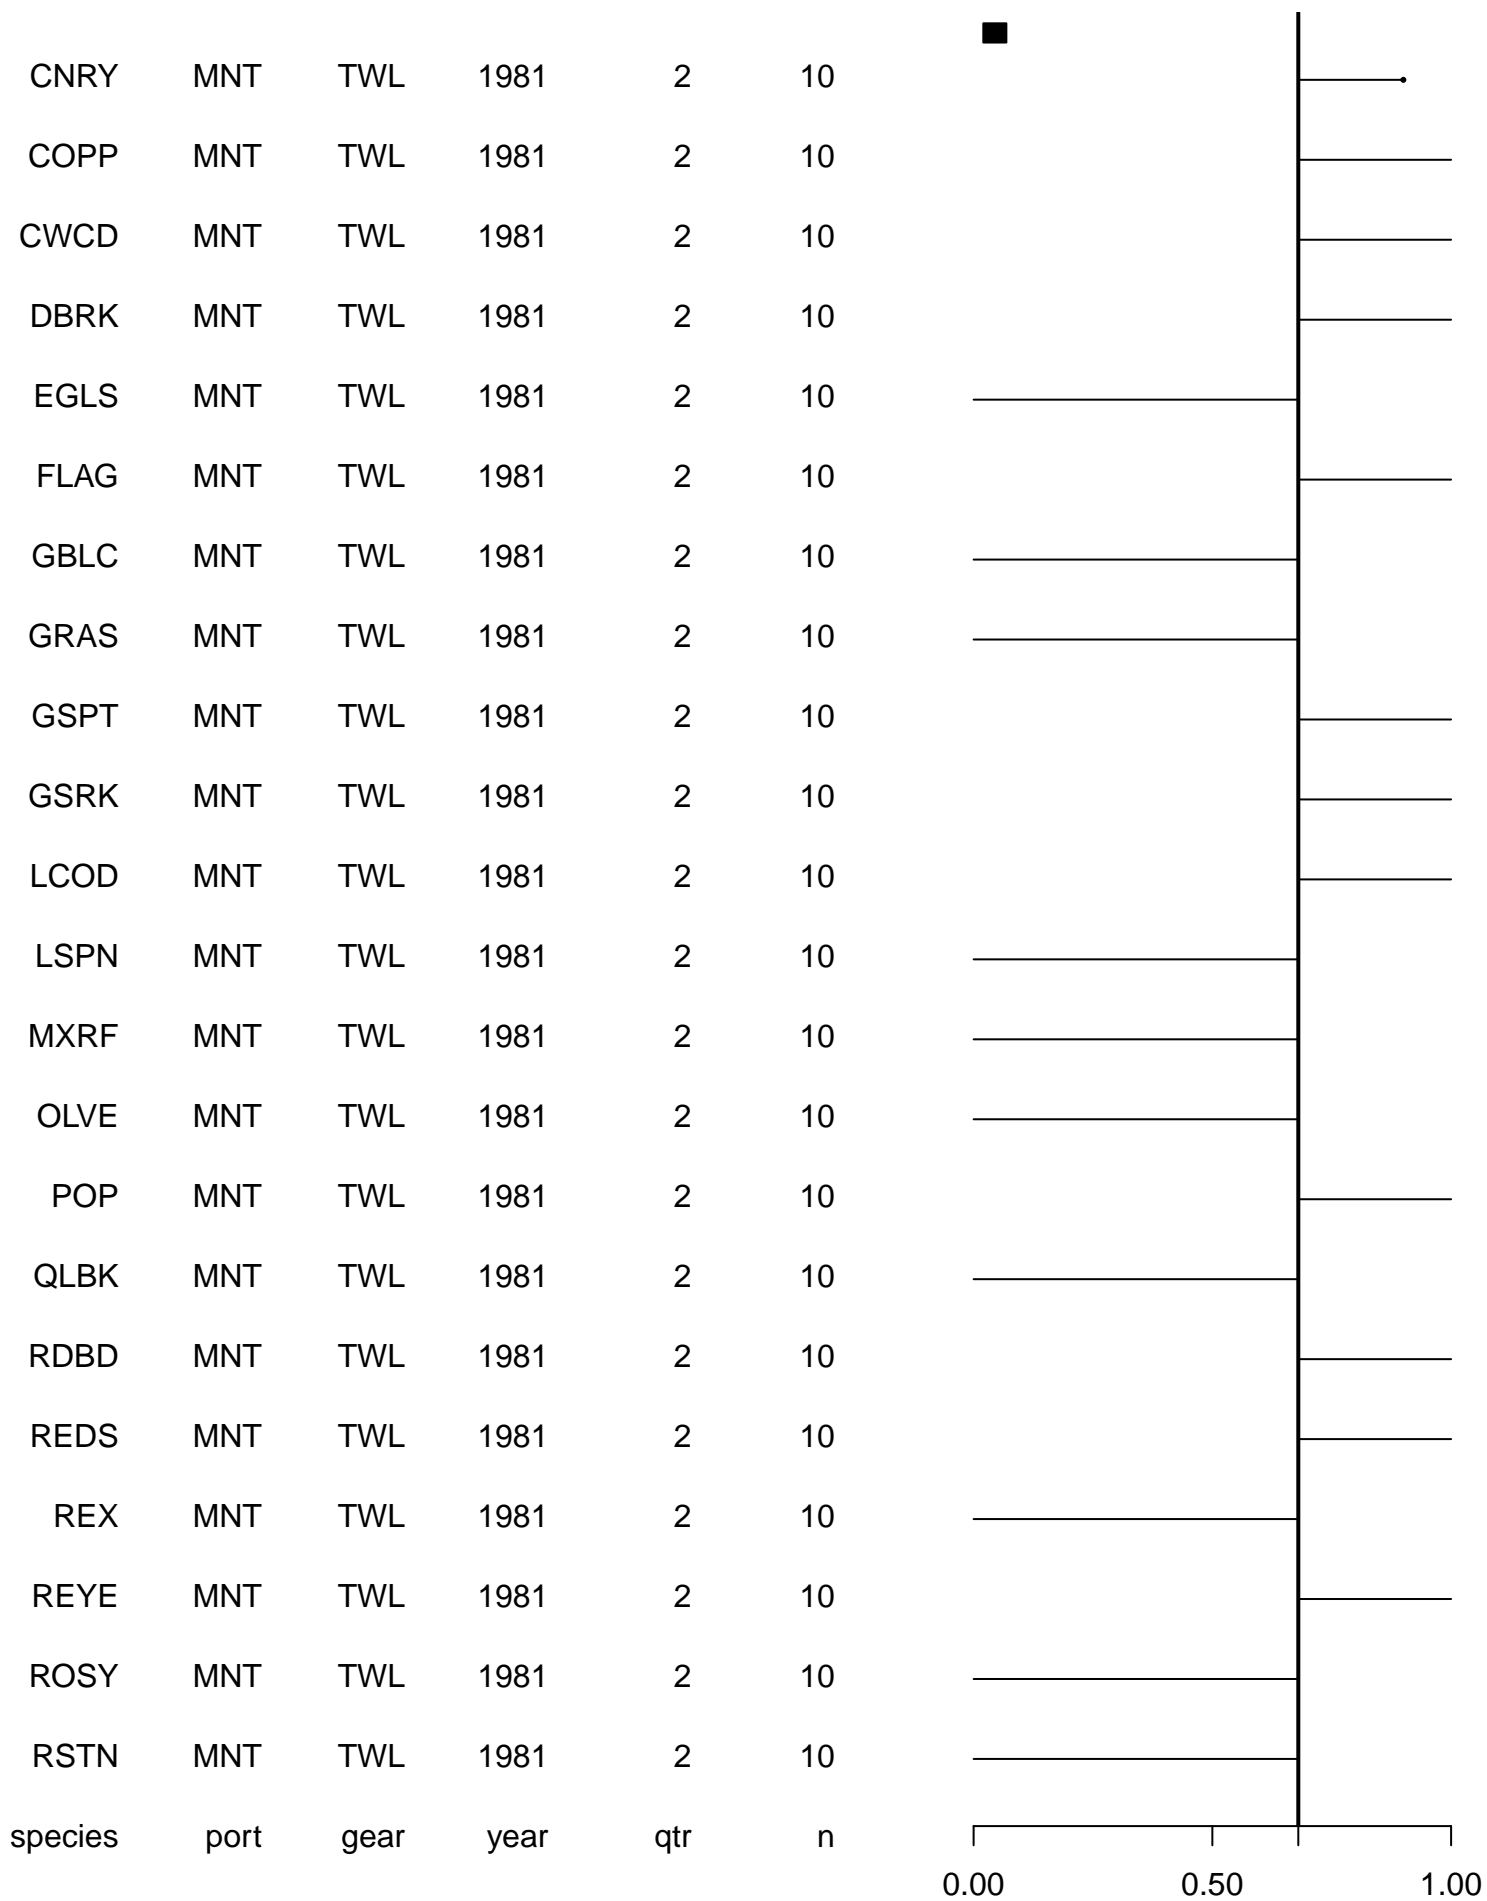 CNRY MNT TWL 1981 2 10
COPP MNT TWL 1981 2 10
CWCD MNT TWL 1981 2 10
DBRK MNT TWL 1981 2 10
EGLS MNT TWL 1981 2 10
FLAG MNT TWL 1981 2 10
GBLC MNT TWL 1981 2 10
GRAS MNT TWL 1981 2 10
GSPT MNT TWL 1981 2 10
GSRK MNT TWL 1981 2 10
LCOD MNT TWL 1981 2 10
LSPN MNT TWL 1981 2 10
MXRF MNT TWL 1981 2 10
OLVE MNT TWL 1981 2 10
POP MNT TWL 1981 2 10
QLBK MNT TWL 1981 2 10
RDBD MNT TWL 1981 2 10
REDS MNT TWL 1981 2 10
REX MNT TWL 1981 2 10
REYE MNT TWL 1981 2 10
ROSY MNT TWL 1981 2 10
RSTN MNT TWL 1981 2 10
species port gear year qtr n
0.00 0.50 1.00